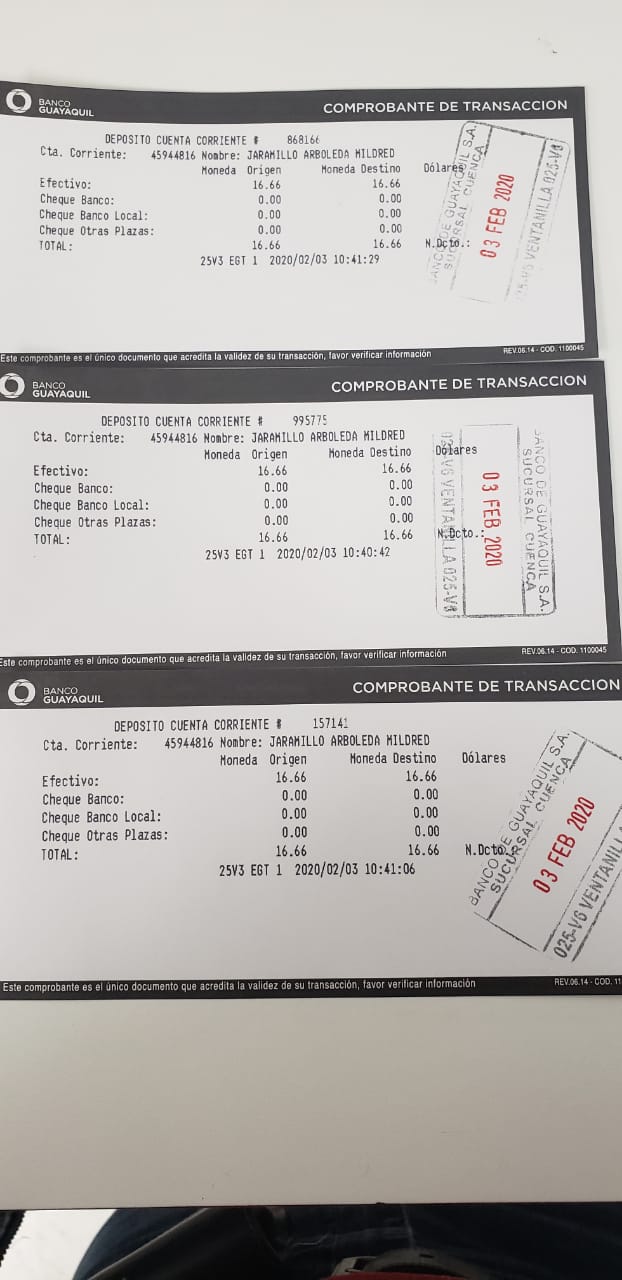 BANCO
GUAYAQUIL
COMPROBANTE DE TRANSACCION
DEPOSITO CUENTA CORRIENTE # 868166
Cta. Corriente: 45944816 Nombre: JARAMILLO ARBOLEDA MILDRED
Moneda Origen Moneda Destino Dólares
Efectivo: 16.66 16.66
Cheque Banco: 0.00 0.00
Cheque Banco Local: 0.00 0.00
Cheque Otras Plazas: 0.00 0.00
TOTAL: 16.66 16.66 N.Dcto.:
25V3 EGT 1 2020/02/03 10:41:29
BANCO DE GUAYAQUIL S.A.
SUCURSAL CUENCA
03 FEB 2020
025-V6 VENTANILLA 025-V6
Este comprobante es el único documento que acredita la validez de su transacción, favor verificar información
REV.06.14 - COD. 1100045
BANCO
GUAYAQUIL
COMPROBANTE DE TRANSACCION
DEPOSITO CUENTA CORRIENTE # 995775
Cta. Corriente: 45944816 Nombre: JARAMILLO ARBOLEDA MILDRED
Moneda Origen Moneda Destino Dólares
Efectivo: 16.66 16.66
Cheque Banco: 0.00 0.00
Cheque Banco Local: 0.00 0.00
Cheque Otras Plazas: 0.00 0.00
TOTAL: 16.66 16.66 N.Dcto.:
25V3 EGT 1 2020/02/03 10:40:42
BANCO DE GUAYAQUIL S.A.
SUCURSAL CUENCA
03 FEB 2020
025-V6 VENTANILLA 025-V6
Este comprobante es el único documento que acredita la validez de su transacción, favor verificar información
REV.06.14 - COD. 1100045
BANCO
GUAYAQUIL
COMPROBANTE DE TRANSACCION
DEPOSITO CUENTA CORRIENTE # 157141
Cta. Corriente: 45944816 Nombre: JARAMILLO ARBOLEDA MILDRED
Moneda Origen Moneda Destino Dólares
Efectivo: 16.66 16.66
Cheque Banco: 0.00 0.00
Cheque Banco Local: 0.00 0.00
Cheque Otras Plazas: 0.00 0.00
TOTAL: 16.66 16.66 N.Dcto.:
25V3 EGT 1 2020/02/03 10:41:06
BANCO DE GUAYAQUIL S.A.
SUCURSAL CUENCA
03 FEB 2020
025-V6 VENTANILL
Este comprobante es el único documento que acredita la validez de su transacción, favor verificar información
REV.06.14 - COD. 11